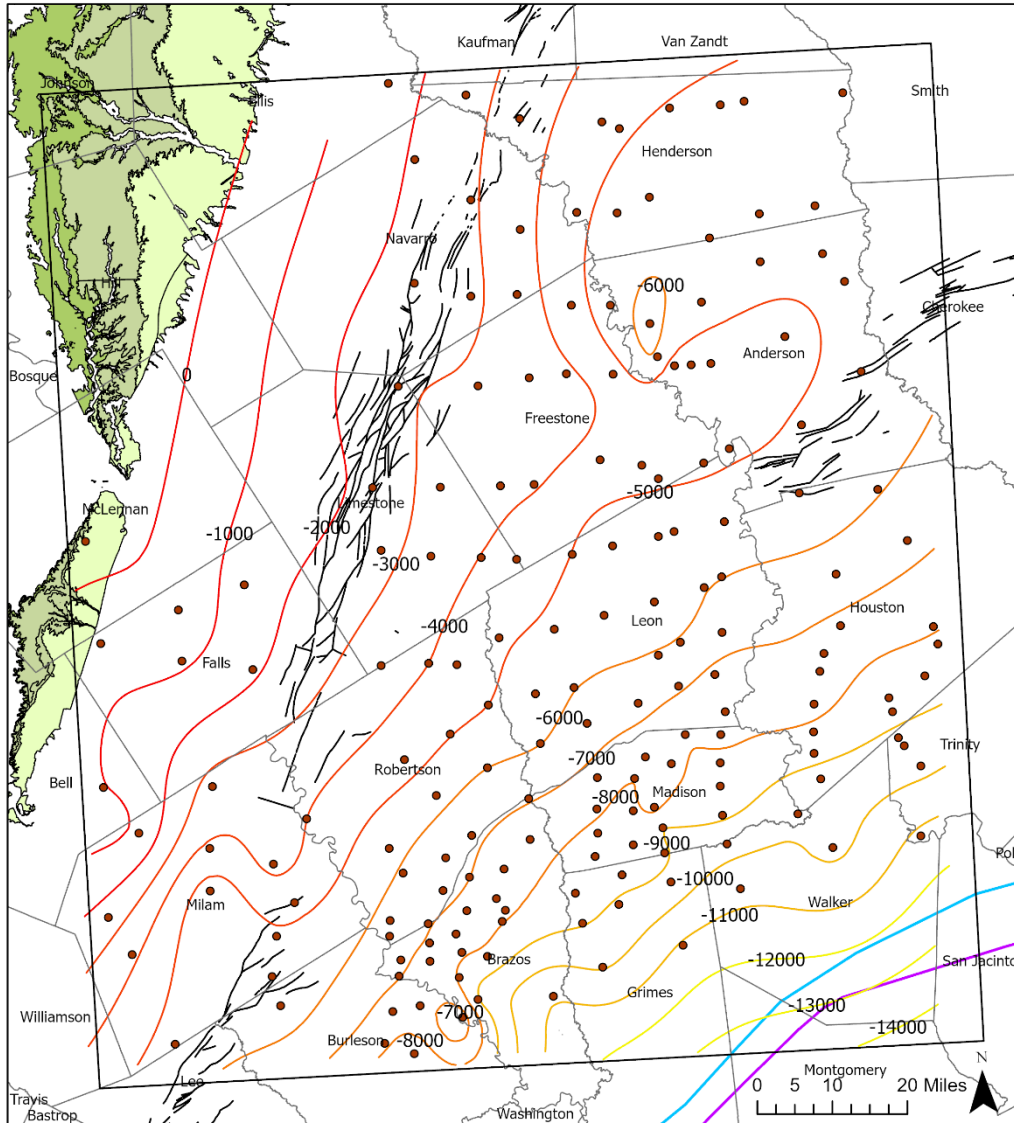 Kaufman
Van Zandt
Johnson
Smith
Ellis
Henderson
Navarro
Hill
-6000
Cherokee
Anderson
Bosque
0
Freestone
-5000
Limestone
McLennan
-2000
-1000
-3000
Houston
-4000
Leon
Falls
-6000
Trinity
-7000
Robertson
Bell
Madison
-8000
-9000
Pol
-10000
Milam
Walker
-11000
Brazos
-12000
San Jacinto
Grimes
-13000
-7000
Williamson
-14000
Burleson
-8000
N
Montgomery
Lee
0 5 10 20 Miles
Travis
Bastrop
Washington